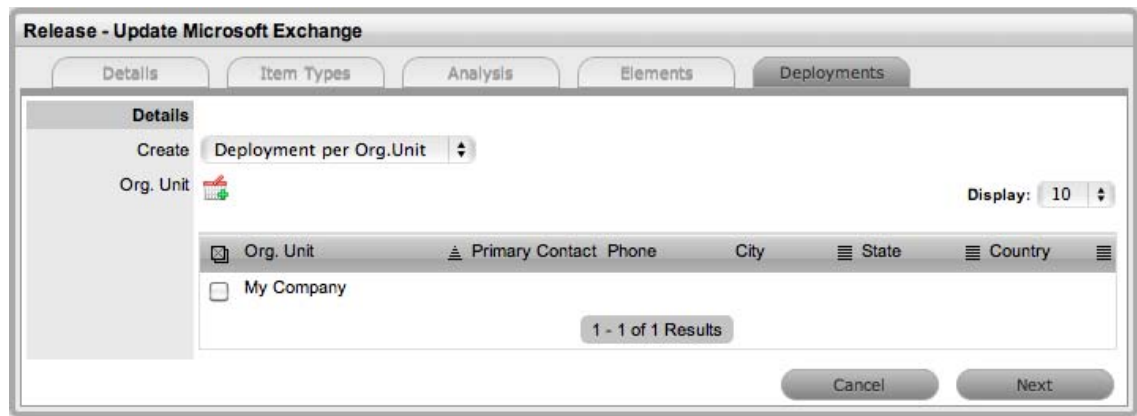 Release - Update Microsoft Exchange
Details Item Types Analysis Elements Deployments
Details
Create Deployment per Org.Unit
Org. Unit
Display: 10
Org. Unit Primary Contact Phone City State Country
My Company
1 - 1 of 1 Results
Cancel Next